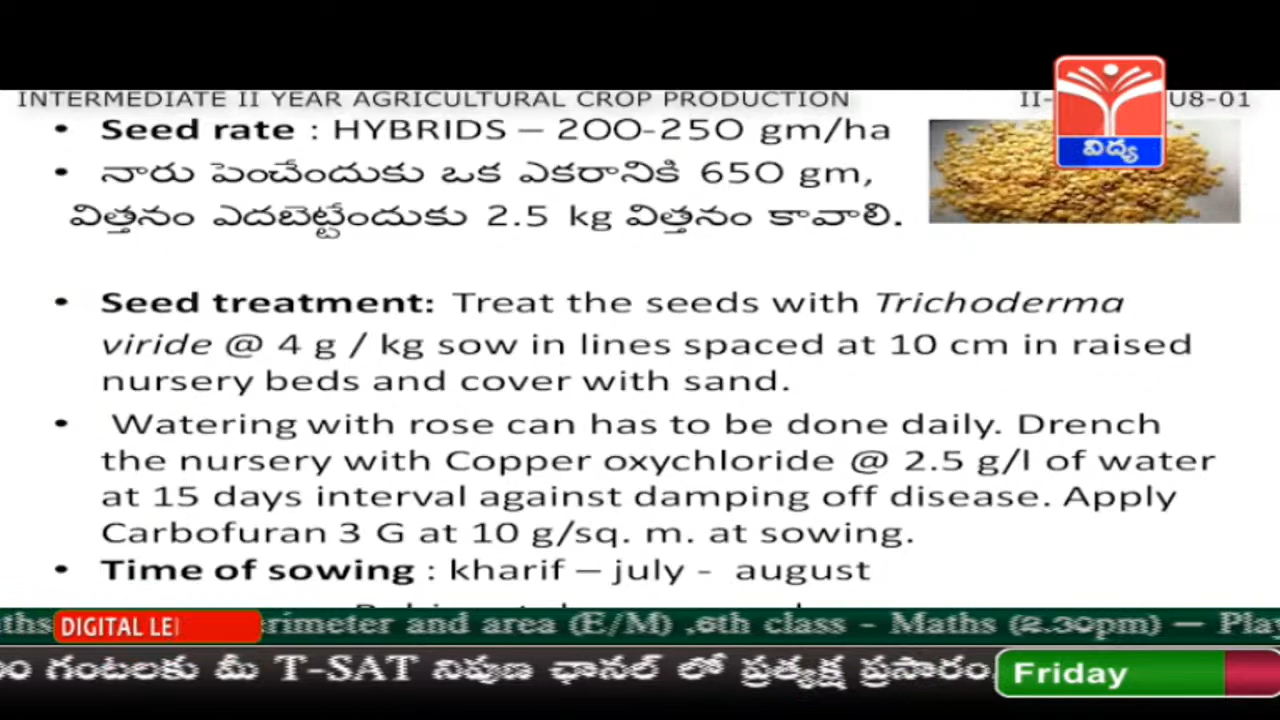 INTERMEDIATE II YEAR AGRICULTURAL CROP PRODUCTION II- U8-01
• Seed rate : HYBRIDS – 200-250 gm/ha
• నారు పెంచేందుకు ఒక ఎకరానికి 650 gm,
విత్తనం ఎదబెట్టేందుకు 2.5 kg విత్తనం కావాలి.
విద్య
• Seed treatment: Treat the seeds with Trichoderma
viride @ 4 g / kg sow in lines spaced at 10 cm in raised
nursery beds and cover with sand.
• Watering with rose can has to be done daily. Drench
the nursery with Copper oxychloride @ 2.5 g/l of water
at 15 days interval against damping off disease. Apply
Carbofuran 3 G at 10 g/sq. m. at sowing.
• Time of sowing : kharif – july - august
DIGITAL LE rimeter and area (E/M) ,6th class - Maths (2.30pm) – Play
గంటలకు మీ T-SAT నిపుణ ఛానల్ లో ప్రత్యక్ష ప్రసారం
Friday